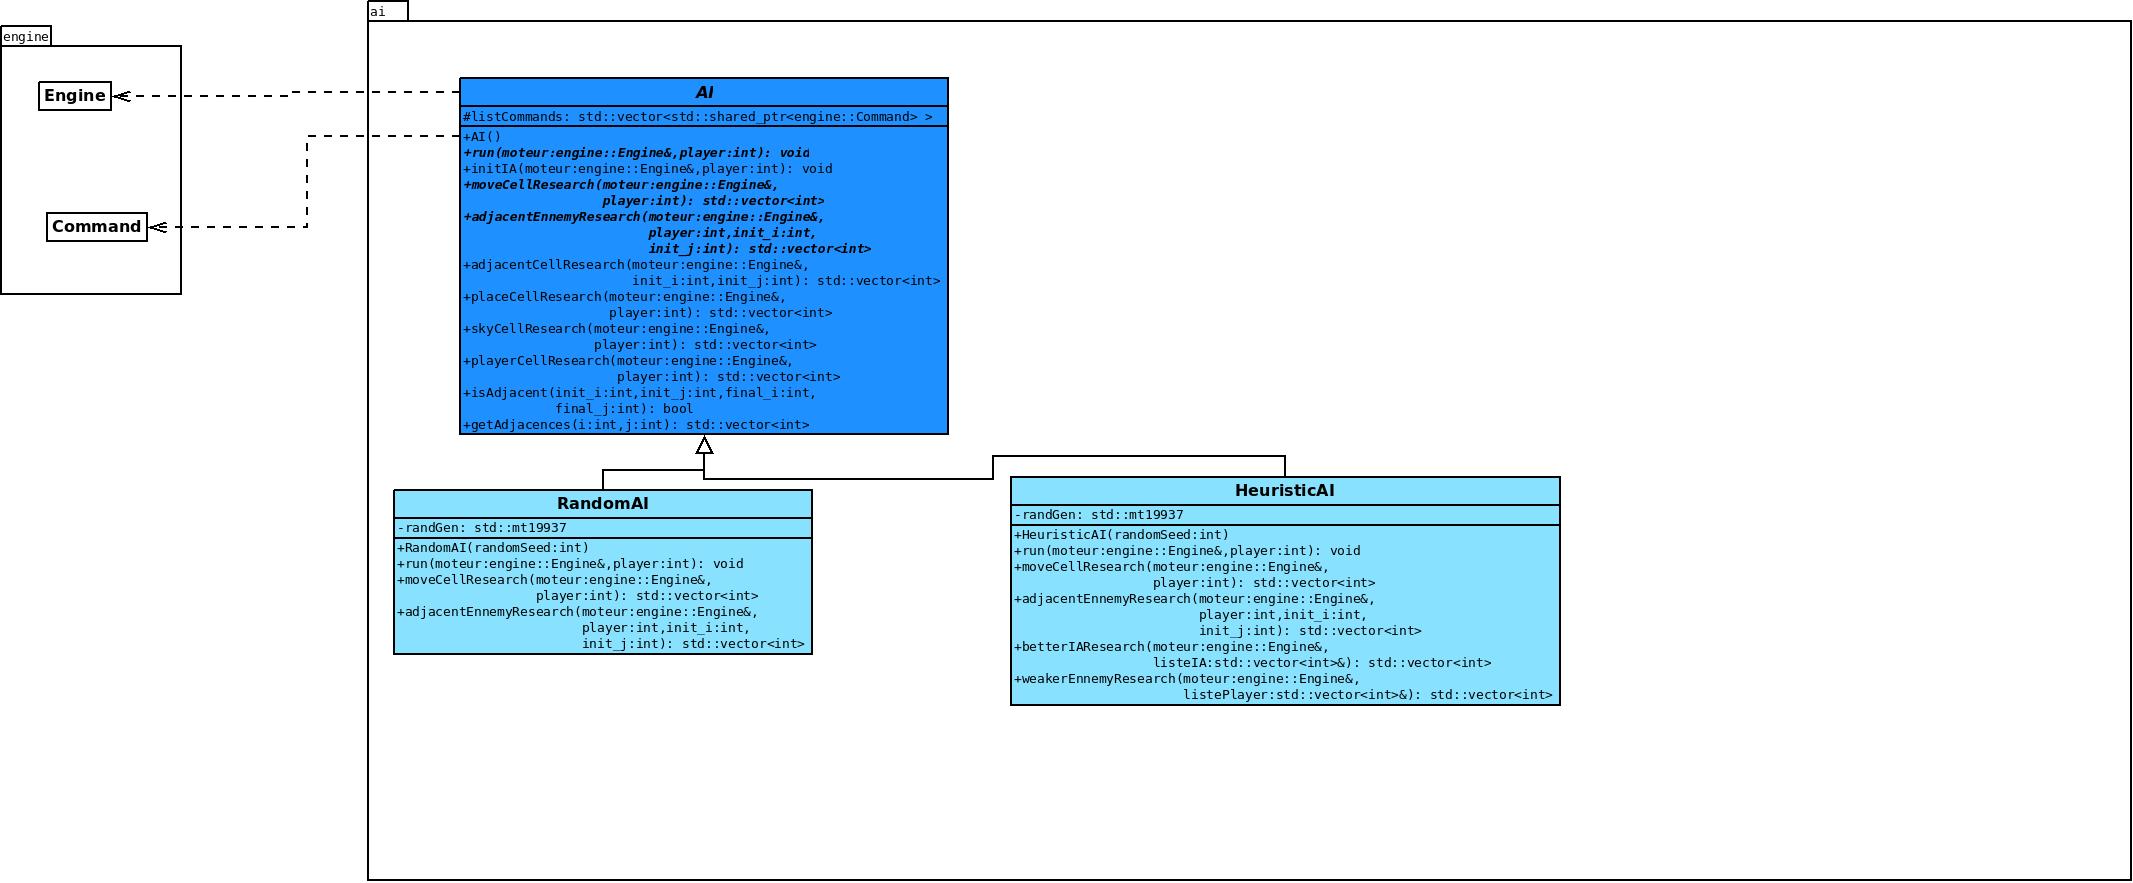 engine
Engine
Command
ai
AI
#listCommands: std::vector<std::shared_ptr<engine::Command> >
+AI()
+run(moteur:engine::Engine&,player:int): void
+initIA(moteur:engine::Engine&,player:int): void
+moveCellResearch(moteur:engine::Engine&,
player:int): std::vector<int>
+adjacentEnnemyResearch(moteur:engine::Engine&,
player:int,init_i:int,
init_j:int): std::vector<int>
+adjacentCellResearch(moteur:engine::Engine&,
init_i:int,init_j:int): std::vector<int>
+placeCellResearch(moteur:engine::Engine&,
player:int): std::vector<int>
+skyCellResearch(moteur:engine::Engine&,
player:int): std::vector<int>
+playerCellResearch(moteur:engine::Engine&,
player:int): std::vector<int>
+isAdjacent(init_i:int,init_j:int,final_i:int,
final_j:int): bool
+getAdjacences(i:int,j:int): std::vector<int>
RandomAI
-randGen: std::mt19937
+RandomAI(randomSeed:int)
+run(moteur:engine::Engine&,player:int): void
+moveCellResearch(moteur:engine::Engine&,
player:int): std::vector<int>
+adjacentEnnemyResearch(moteur:engine::Engine&,
player:int,init_i:int,
init_j:int): std::vector<int>
HeuristicAI
-randGen: std::mt19937
+HeuristicAI(randomSeed:int)
+run(moteur:engine::Engine&,player:int): void
+moveCellResearch(moteur:engine::Engine&,
player:int): std::vector<int>
+adjacentEnnemyResearch(moteur:engine::Engine&,
player:int,init_i:int,
init_j:int): std::vector<int>
+betterIAResearch(moteur:engine::Engine&,
listeIA:std::vector<int>&): std::vector<int>
+weakerEnnemyResearch(moteur:engine::Engine&,
listePlayer:std::vector<int>&): std::vector<int>